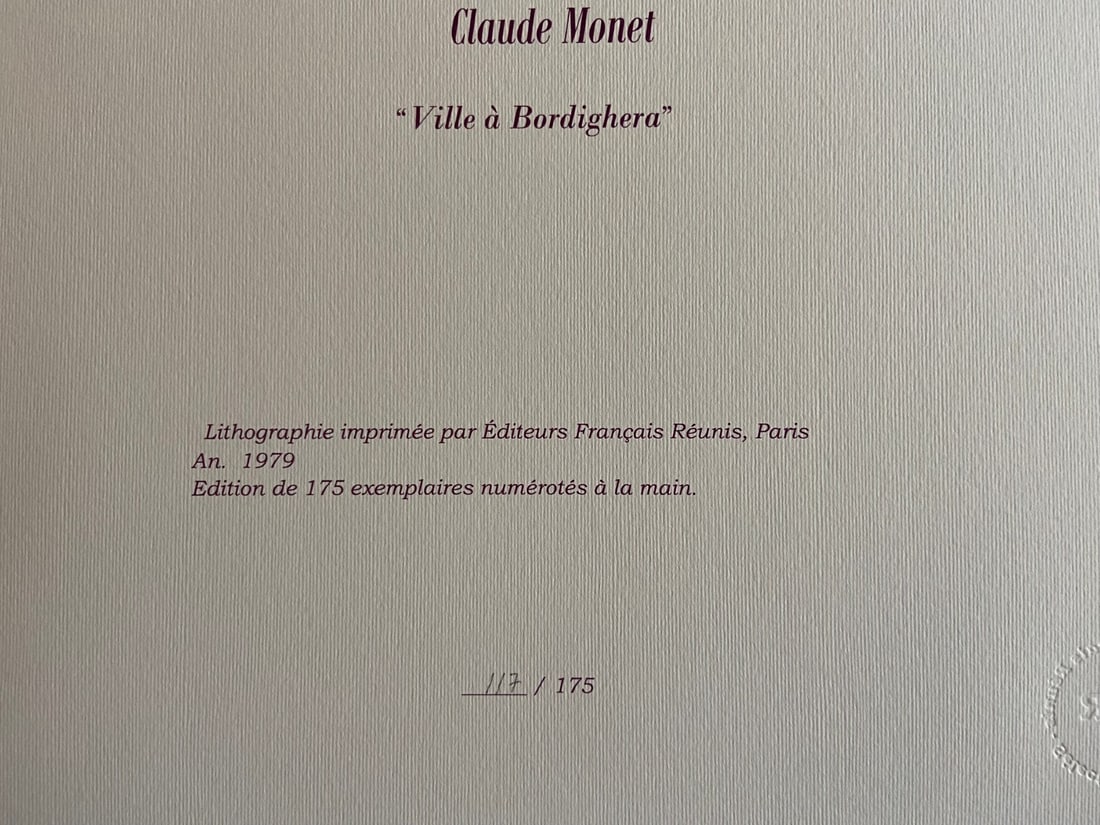 Claude Monet
“Ville à Bordighera”
Lithographie imprimée par Éditeurs Français Réunis, Paris
An. 1979
Edition de 175 exemplaires numérotés à la main.
117 / 175